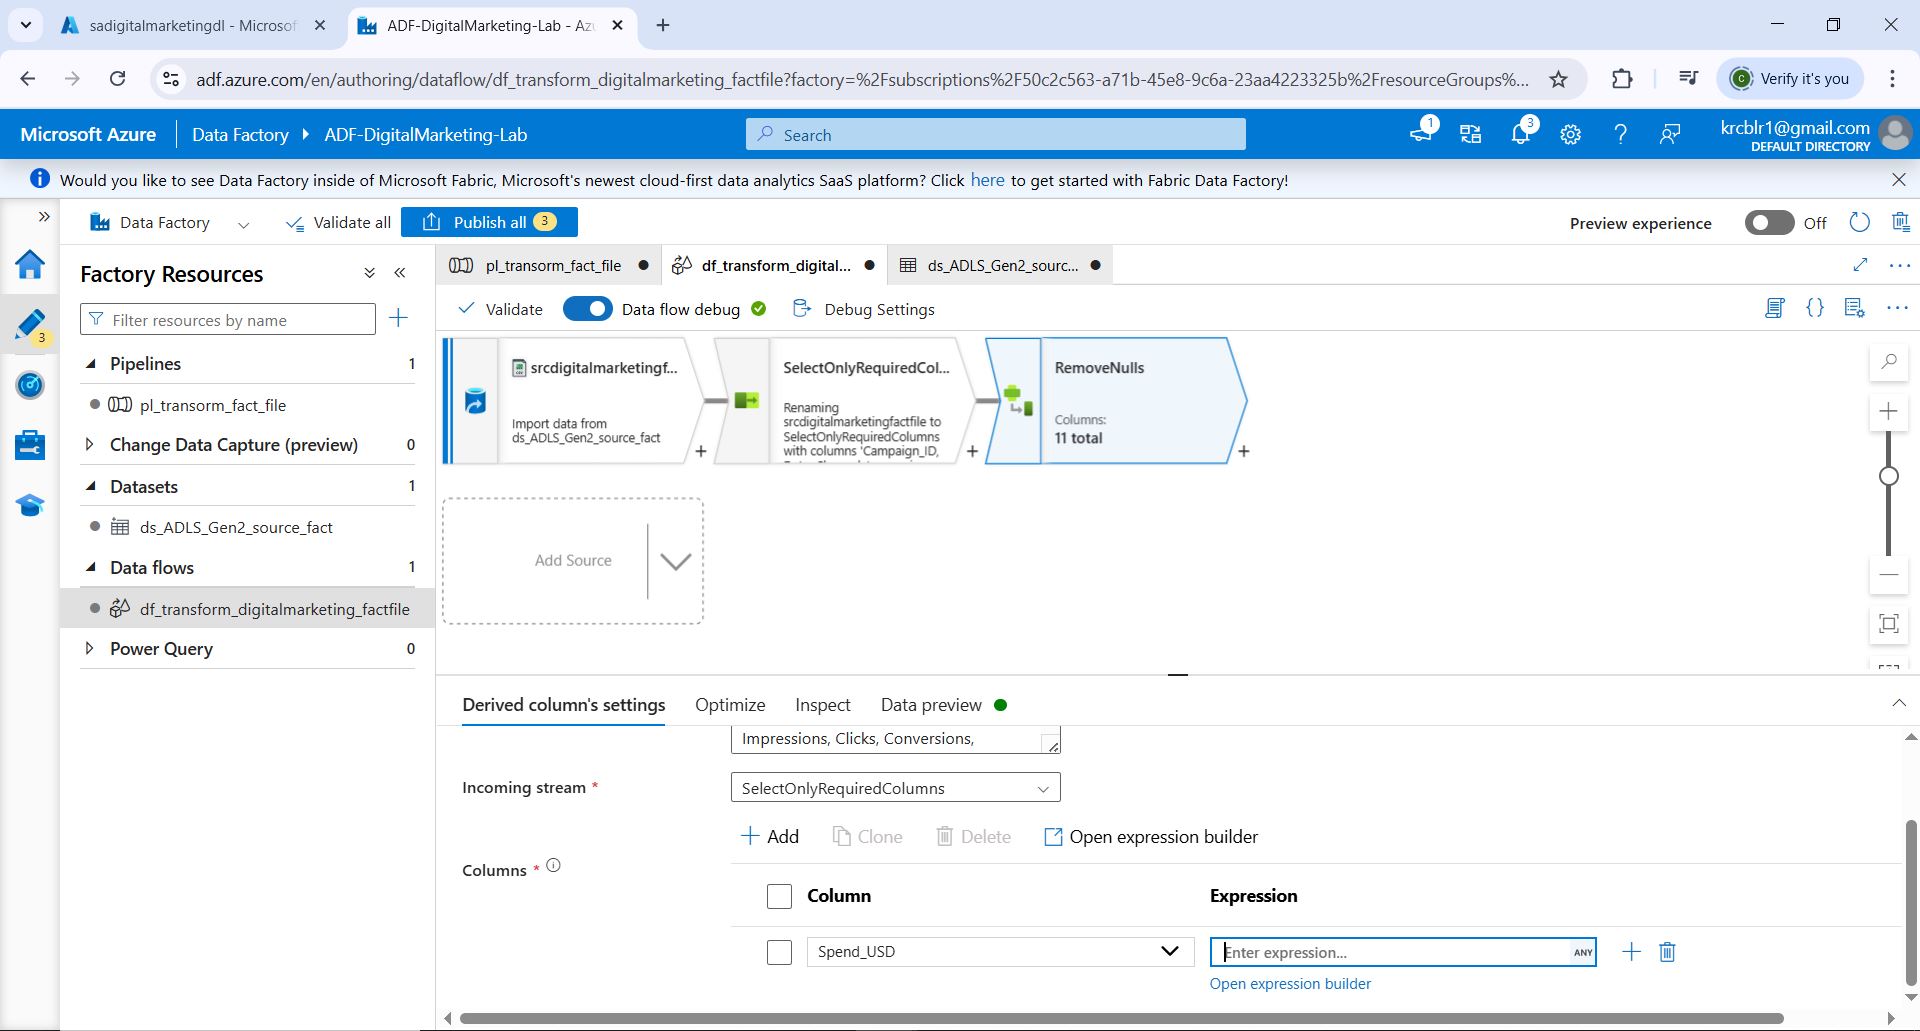 sadigitalmarketingdl - Microsof
ADF-DigitalMarketing-Lab - Az
adf.azure.com/en/authoring/dataflow/df_transform_digitalmarketing_factfile?factory=%2Fsubscriptions%2F50c2c563-a71b-45e8-9c6a-23aa4223325b%2FresourceGroups%...
Verify it's you
Microsoft Azure
Data Factory
ADF-DigitalMarketing-Lab
Search
1
3
krcblr1@gmail.com
DEFAULT DIRECTORY
Would you like to see Data Factory inside of Microsoft Fabric, Microsoft's newest cloud-first data analytics SaaS platform? Click here to get started with Fabric Data Factory!
Data Factory
Validate all
Publish all 3
Preview experience
Off
3
Factory Resources
Filter resources by name
Pipelines 1
pl_transorm_fact_file
Change Data Capture (preview) 0
Datasets 1
ds_ADLS_Gen2_source_fact
Data flows 1
df_transform_digitalmarketing_factfile
Power Query 0
pl_transorm_fact_file
df_transform_digital...
ds_ADLS_Gen2_sourc...
Validate
Data flow debug
Debug Settings
srcdigitalmarketingf...
Import data from
ds_ADLS_Gen2_source_fact
SelectOnlyRequiredCol...
Renaming
srcdigitalmarketingfactfile to
SelectOnlyRequiredColumns
with columns 'Campaign_ID,
RemoveNulls
Columns:
11 total
Add Source
Derived column's settings
Optimize
Inspect
Data preview
Impressions, Clicks, Conversions,
Incoming stream *
SelectOnlyRequiredColumns
Add
Clone
Delete
Open expression builder
Columns *
Column
Expression
Spend_USD
Enter expression...
ANY
Open expression builder